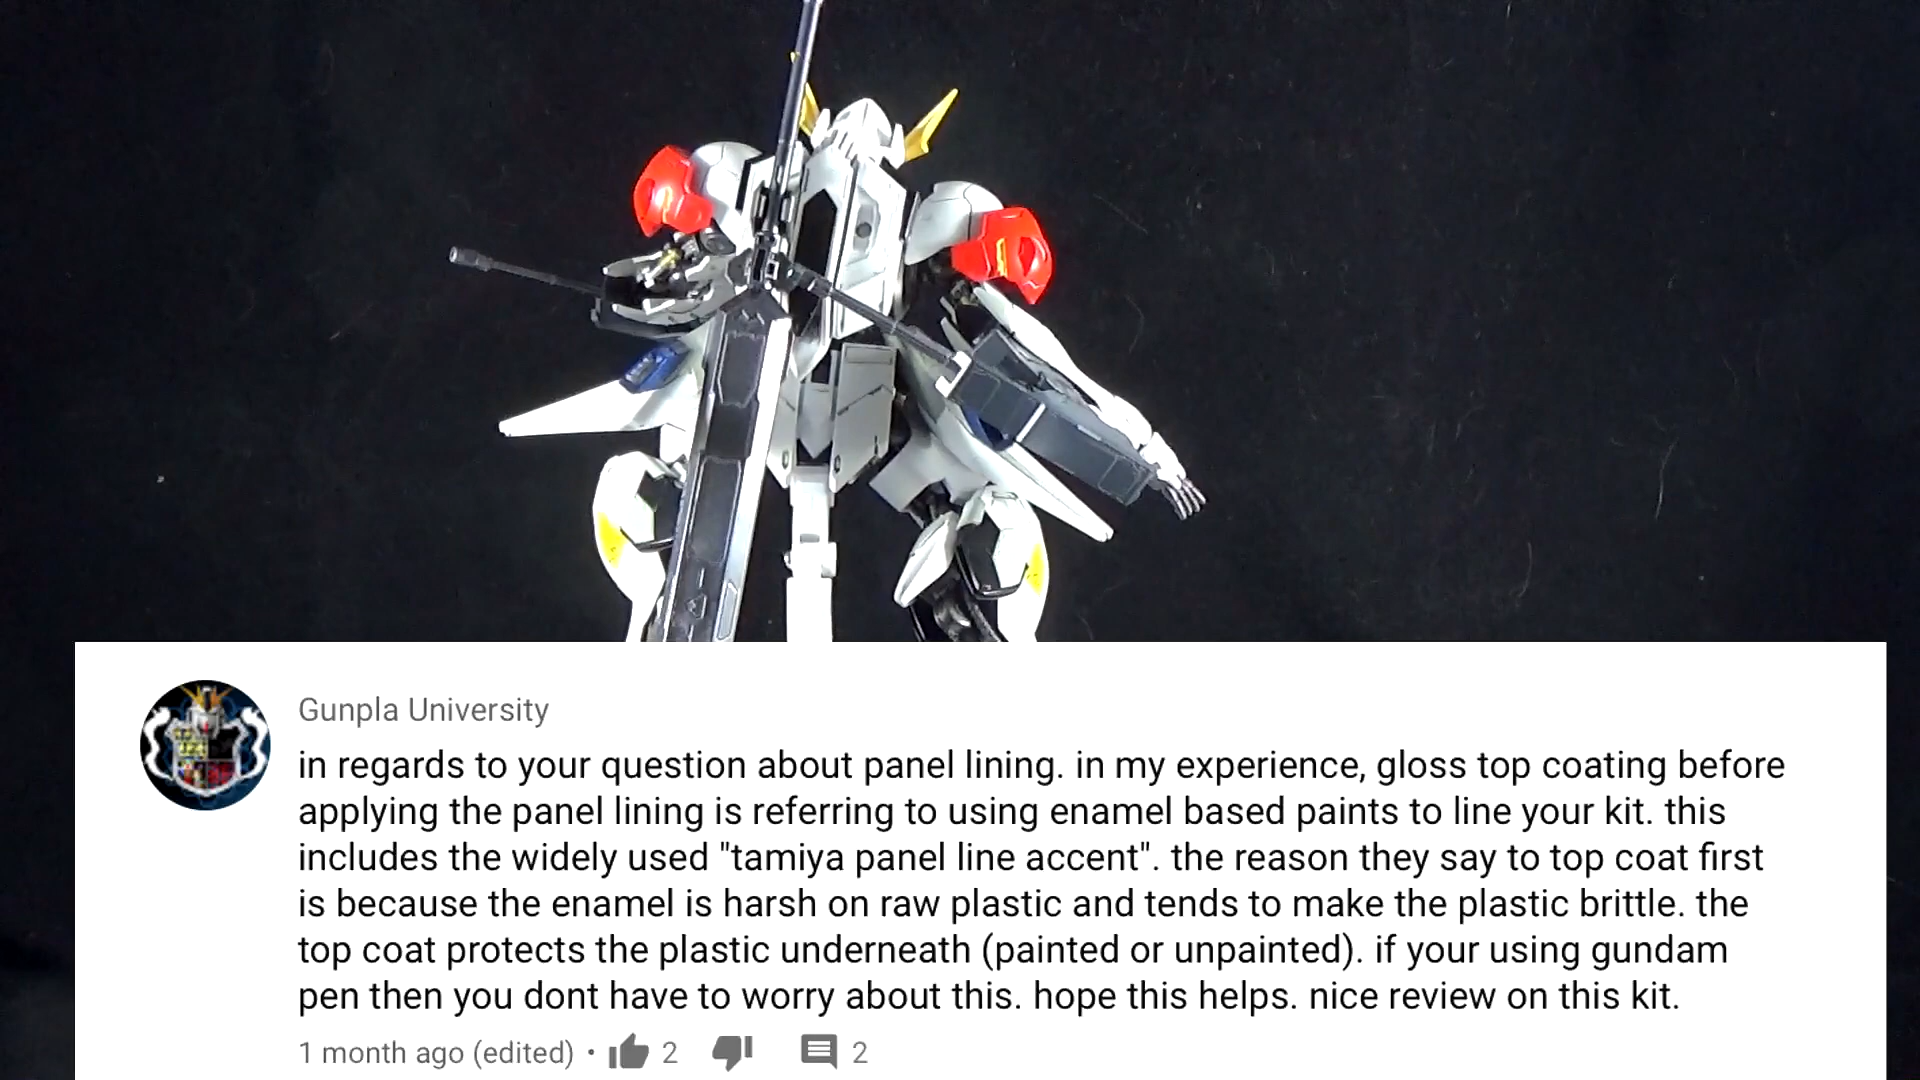 Gunpla University
in regards to your question about panel lining. in my experience, gloss top coating before
applying the panel lining is referring to using enamel based paints to line your kit. this
includes the widely used "tamiya panel line accent". the reason they say to top coat first
is because the enamel is harsh on raw plastic and tends to make the plastic brittle. the
top coat protects the plastic underneath (painted or unpainted). if your using gundam
pen then you dont have to worry about this. hope this helps. nice review on this kit.
1 month ago (edited) • 2 2